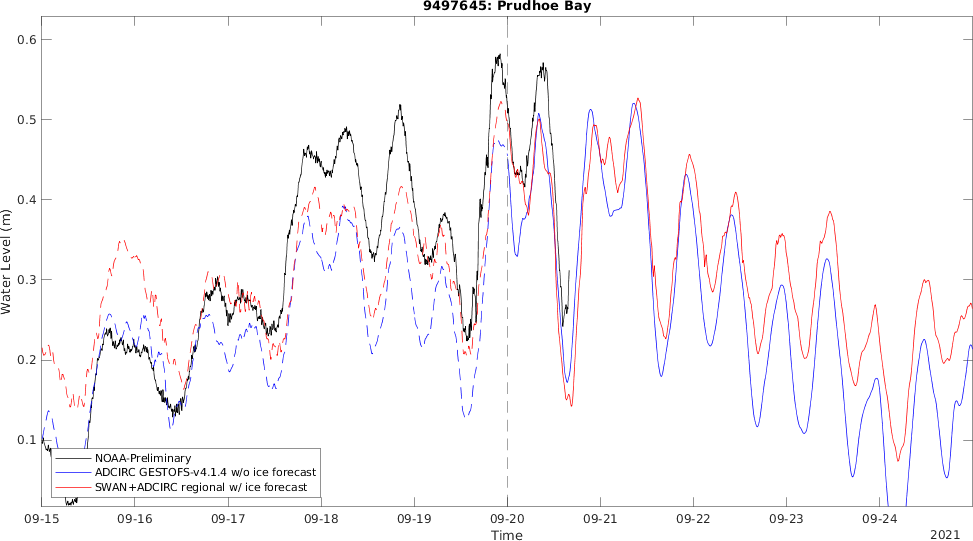 9497645: Prudhoe Bay
0.6
0.5
0.4
0.3
0.2
0.1
Water Level (m)
NOAA-Preliminary
ADCIRC GESTOFS-v4.1.4 w/o ice forecast
SWAN+ADCIRC regional w/ ice forecast
09-15 09-16 09-17 09-18 09-19 09-20 09-21 09-22 09-23 09-24
Time
2021